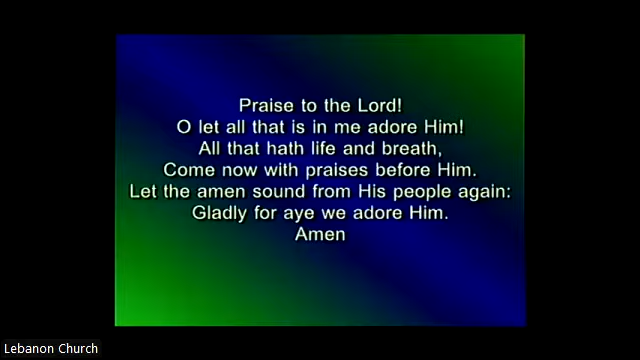 Praise to the Lord!
O let all that is in me adore Him!
All that hath life and breath,
Come now with praises before Him.
Let the amen sound from His people again:
Gladly for aye we adore Him.
Amen
Lebanon Church